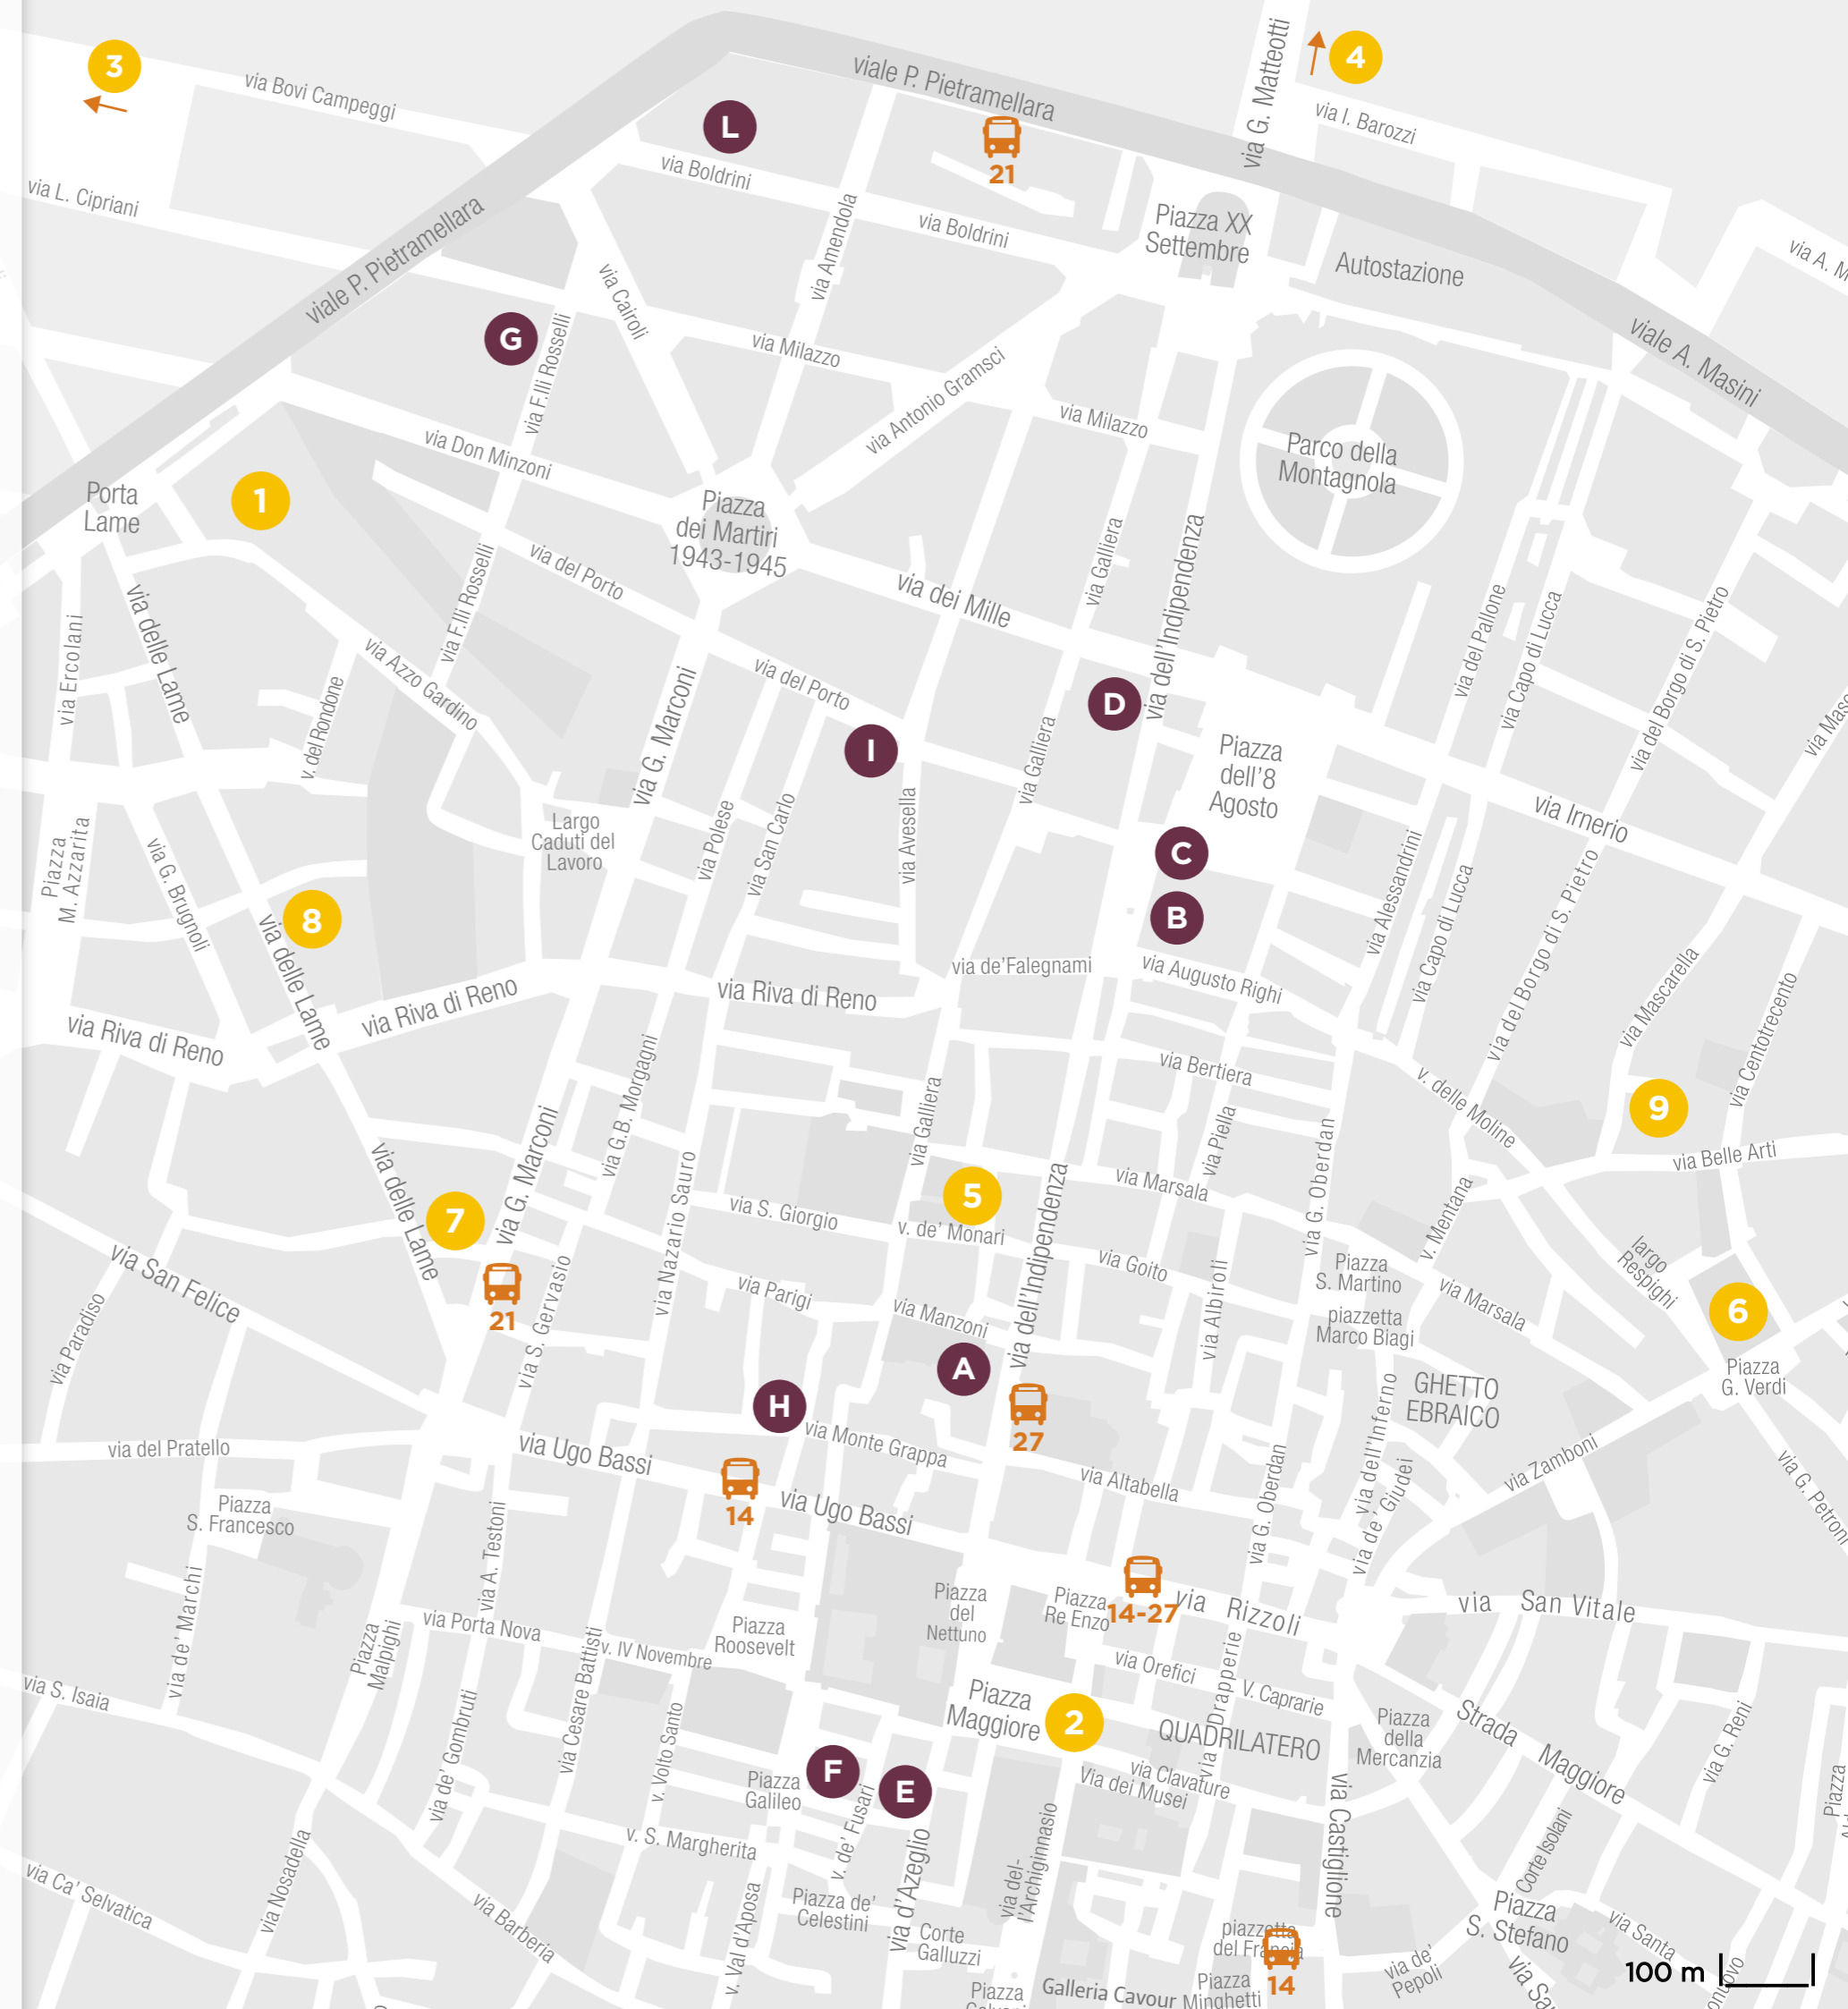 3
via Bovi Campeggi
via L. Cipriani
viale P. Pietramellara
L
via Boldrini
viale P. Pietramellara
21
via Boldrini
via Amendola
via G. Matteotti
4
via I. Barozzi
Piazza XX
Settembre
Autostazione
via A. M
viale A. Masini
G
via F.lli Rosselli
via Cairoli
via Milazzo
via Antonio Gramsci
via Milazzo
Parco della
Montagnola
via Don Minzoni
Porta
Lame
1
Piazza
dei Martiri
1943-1945
via del Porto
via F.lli Rosselli
via dei Mille
via Galliera
via dell'Indipendenza
via del Pallone
via Capo di Lucca
via del Borgo di S. Pietro
via Masc
via Ercolani
via delle Lame
v. del Rondone
via Azzo Gardino
via G. Marconi
via del Porto
I
D
via Galliera
Piazza
dell'8
Agosto
via Irnerio
Piazza
M. Azzarita
via G. Brugnoli
Largo
Caduti del
Lavoro
via Polese
via San Carlo
via Avesella
C
B
via Alessandrini
via Capo di Lucca
via del Borgo di S. Pietro
8
via delle Lame
via Riva di Reno
via Riva di Reno
via Riva di Reno
via de'Falegnami
via Augusto Righi
via Mascarella
via Centotrecento
via G.B. Morgagni
via Bertiera
v. delle Moline
9
via Belle Arti
via Galliera
via Piella
via G. Oberdan
via delle Lame
7
via G. Marconi
via Nazario Sauro
via S. Giorgio
5
v. de' Monari
via dell'Indipendenza
via Marsala
via Goito
via Albiroli
v. Mentana
Piazza
S. Martino
piazzetta
Marco Biagi
via Marsala
largo
Respighi
6
Piazza
G. Verdi
via San Felice
via Paradiso
21
via S. Gervasio
via Parigi
via Manzoni
A
27
H
via Monte Grappa
via Altabella
GHETTO
EBRAICO
via dell'Inferno
via de' Giudei
via G. Oberdan
via Zamboni
via G. Petroni
via del Pratello
via Ugo Bassi
14
via Ugo Bassi
Piazza
S. Francesco
via A. Testoni
via de' Marchi
Piazza
Malpighi
via Porta Nova
v. IV Novembre
Piazza
Roosevelt
Piazza
del
Nettuno
Piazza
Re Enzo
14-27
via Rizzoli
via San Vitale
via Orefici
via Drapperie
V. Caprarie
via S. Isaia
via de' Gombruti
via Cesare Battisti
v. Volto Santo
Piazza
Maggiore
2
QUADRILATERO
Piazza
della
Mercanzia
Strada Maggiore
via G. Reni
Piazza
via Clavature
Via dei Musei
F
E
Piazza
Galileo
v. de' Fusari
v. S. Margherita
via d'Azeglio
via del-
l'Archiginnasio
via Castiglione
Corte Isolani
via Ca' Selvatica
via Nosadella
via Barberia
v. Val d'Aposa
Piazza de'
Celestini
Corte
Galluzzi
piazzetta
del Francia
14
Piazza
S. Stefano
via Santa
via de'
Pepoli
Galleria Cavour
Piazza
Minghetti
Piazza
100 m